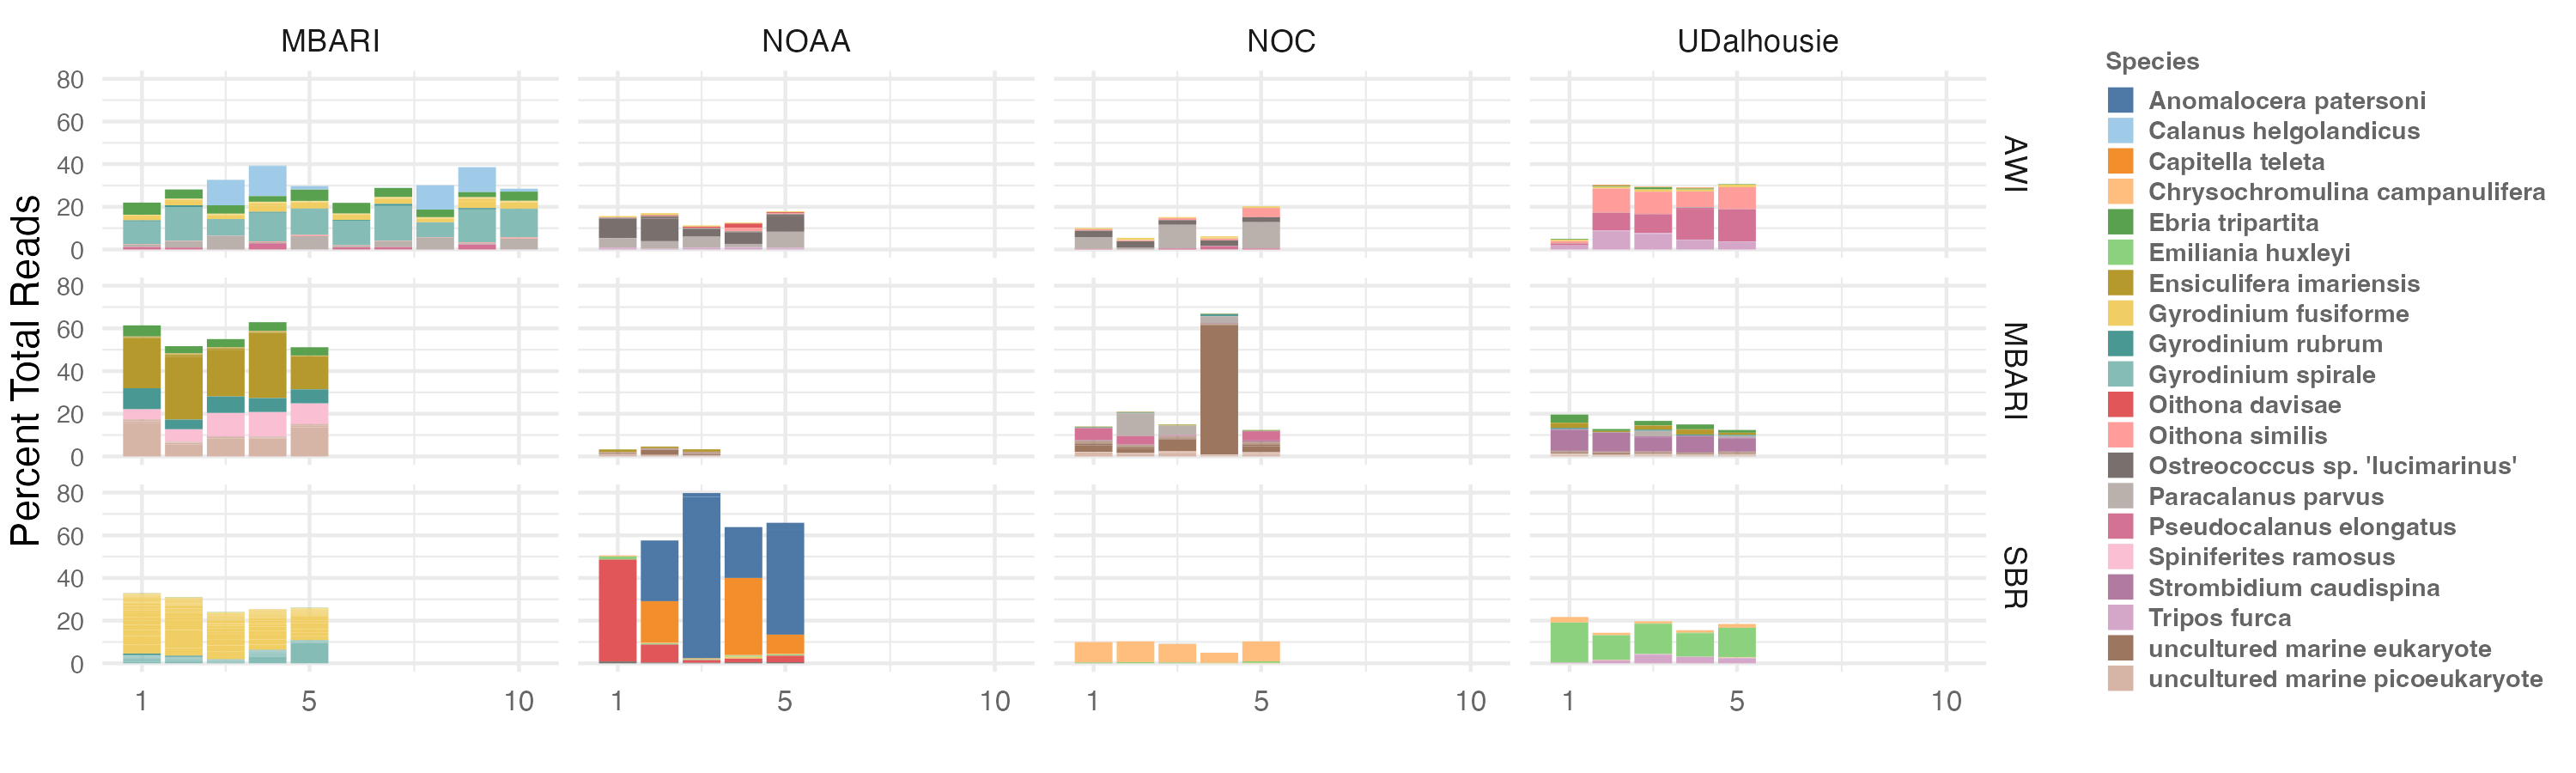 MBARI NOAA NOC UDalhousie
Percent Total Reads
80
60
40
20
0
AWI
80
60
40
20
0
MBARI
80
60
40
20
0
SBR
1 5 10 1 5 10 1 5 10 1 5 10
Species
Anomalocera patersoni
Calanus helgolandicus
Capitella teleta
Chrysochromulina campanulifera
Ebria tripartita
Emiliania huxleyi
Ensiculifera imariensis
Gyrodinium fusiforme
Gyrodinium rubrum
Gyrodinium spirale
Oithona davisae
Oithona similis
Ostreococcus sp. 'lucimarinus'
Paracalanus parvus
Pseudocalanus elongatus
Spiniferites ramosus
Strombidium caudispina
Tripos furca
uncultured marine eukaryote
uncultured marine picoeukaryote